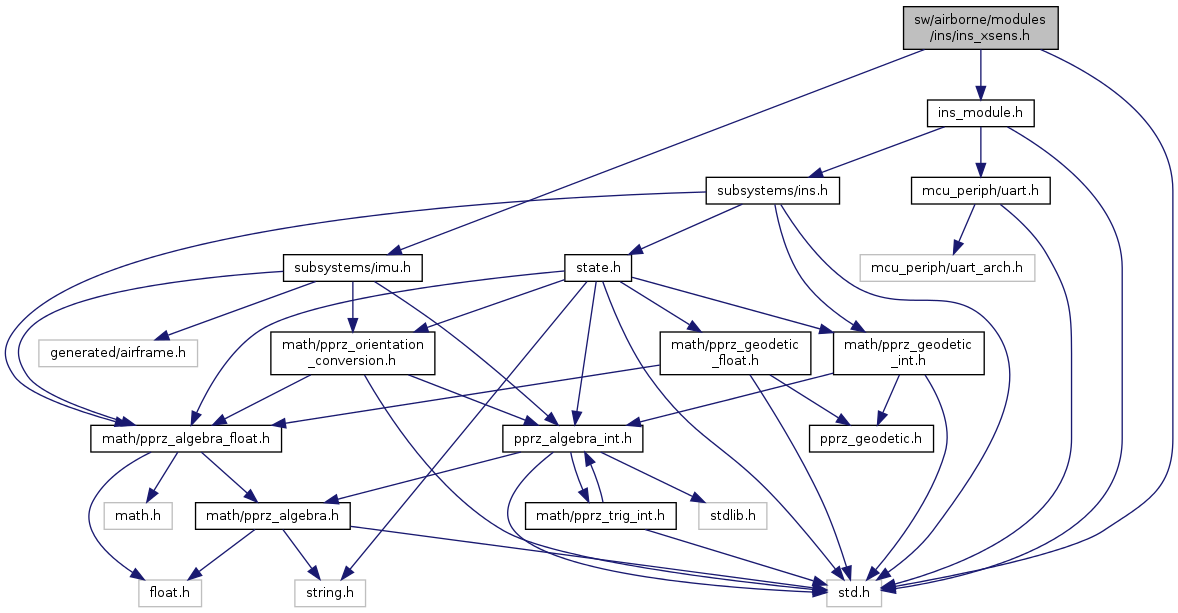 sw/airborne/modules
/ins/ins_xsens.h
ins_module.h
subsystems/ins.h
mcu_periph/uart.h
subsystems/imu.h
state.h
mcu_periph/uart_arch.h
generated/airframe.h
math/pprz_orientation
_conversion.h
math/pprz_geodetic
_float.h
math/pprz_geodetic
_int.h
math/pprz_algebra_float.h
pprz_algebra_int.h
pprz_geodetic.h
math.h
math/pprz_algebra.h
math/pprz_trig_int.h
stdlib.h
float.h
string.h
std.h